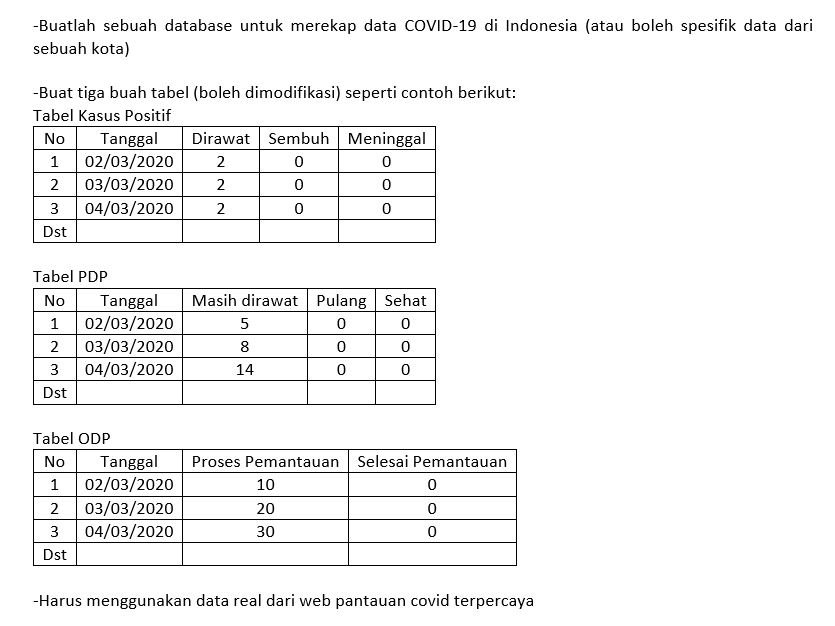 -Buatlah sebuah database untuk merekap data COVID-19 di Indonesia (atau boleh spesifik data dari
sebuah kota)
-Buat tiga buah tabel (boleh dimodifikasi) seperti contoh berikut:
Tabel Kasus Positif
No Tanggal Dirawat Sembuh Meninggal
1 02/03/2020 2 0 0
2 03/03/2020 2 0 0
3 04/03/2020 2 0 0
Dst
Tabel PDP
No Tanggal Masih dirawat Pulang Sehat
1 02/03/2020 5 0 0
2 03/03/2020 8 0 0
3 04/03/2020 14 0 0
Dst
Tabel ODP
No Tanggal Proses Pemantauan Selesai Pemantauan
1 02/03/2020 10 0
2 03/03/2020 20 0
3 04/03/2020 30 0
Dst
-Harus menggunakan data real dari web pantauan covid terpercaya